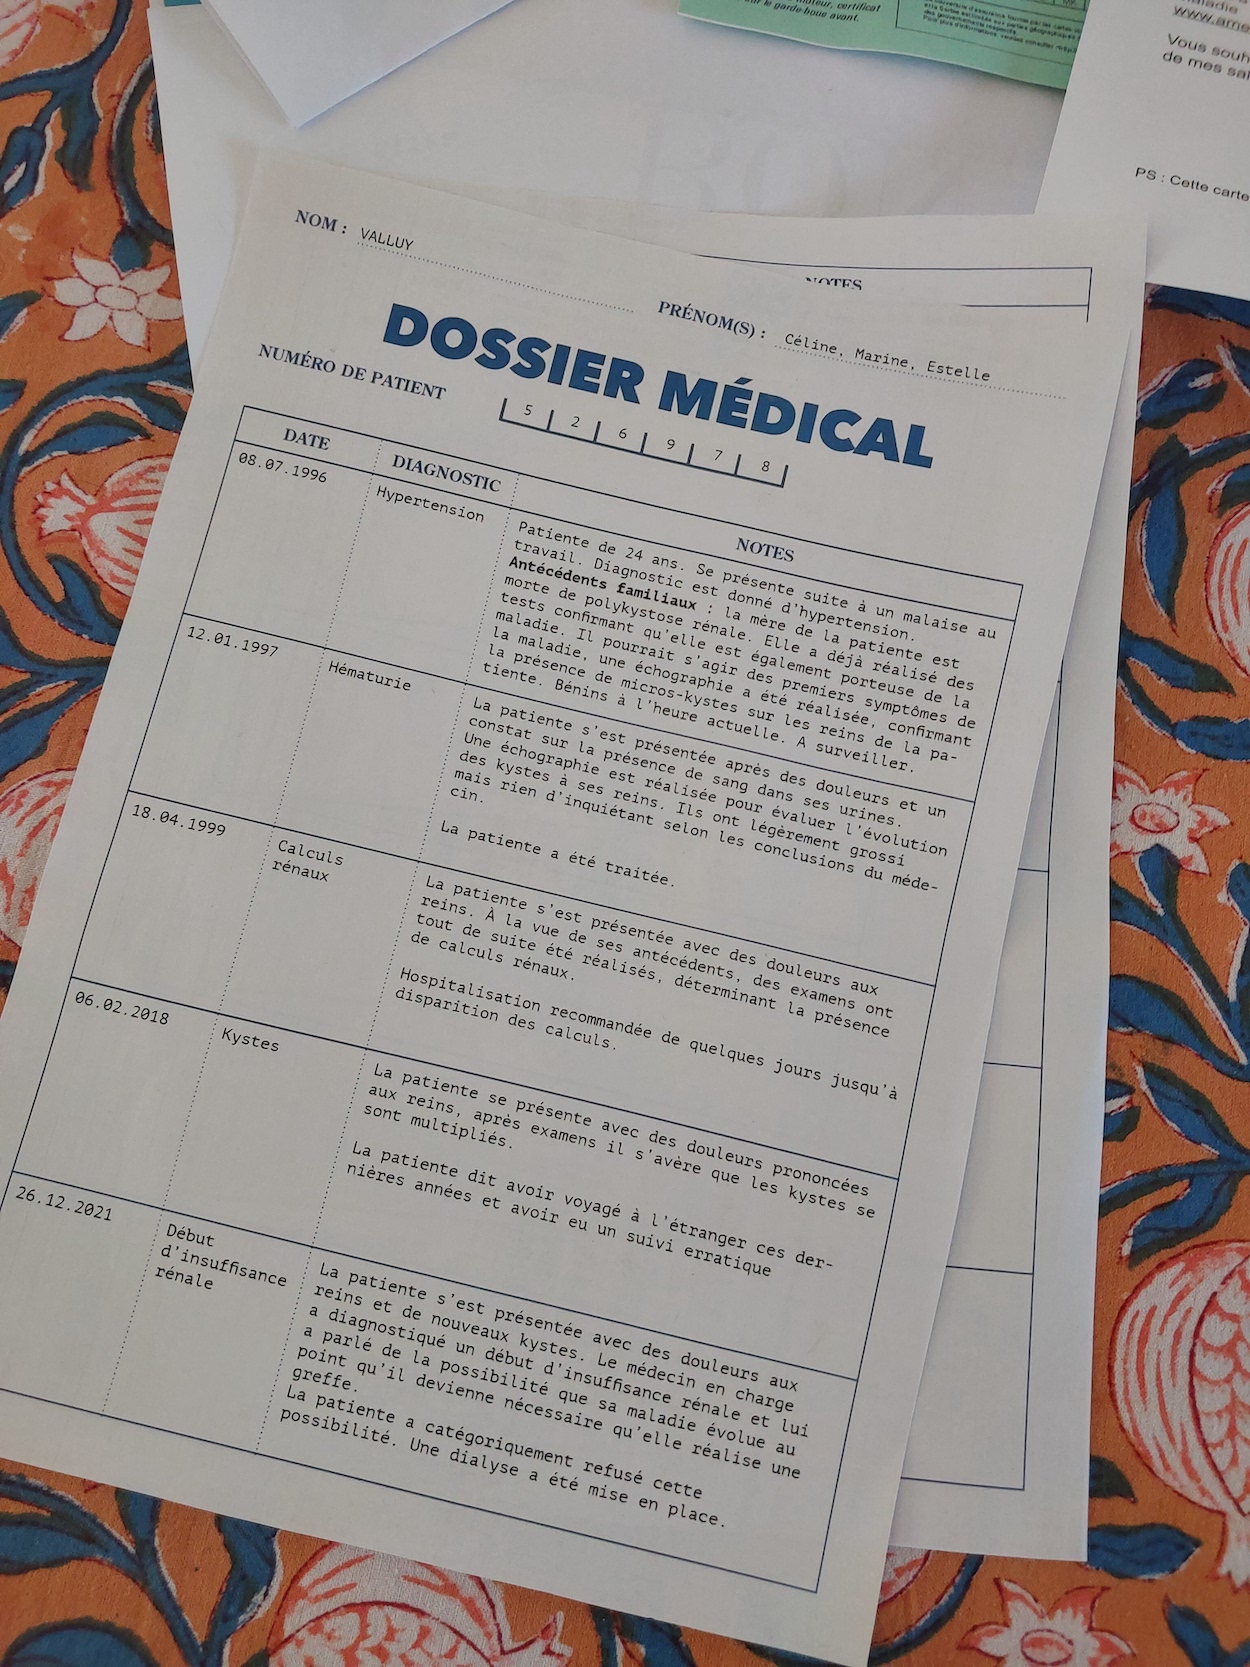 moteur, certificat
sur le garde-boue avant.
www.ame
Vous souh
de mes sal
PS : Cette carte
NOTES
NOM : VALLUY
PRÉNOM(S) : Céline, Marine, Estelle
DOSSIER MÉDICAL
NUMÉRO DE PATIENT 5 2 6 9 7 8
DATE DIAGNOSTIC NOTES
08.07.1996
Hypertension
Patiente de 24 ans. Se présente suite à un malaise au
travail. Diagnostic est donné d'hypertension.
Antécédents familiaux : la mère de la patiente est
morte de polykystose rénale. Elle a déjà réalisé des
tests confirmant qu'elle est également porteuse de la
maladie. Il pourrait s'agir des premiers symptômes de
la maladie, une échographie a été réalisée, confirmant
la présence de micros-kystes sur les reins de la pa-
tiente. Bénins à l'heure actuelle. A surveiller.
12.01.1997
Hématurie
La patiente s'est présentée après des douleurs et un
constat sur la présence de sang dans ses urines.
Une échographie est réalisée pour évaluer l'évolution
des kystes à ses reins. Ils ont légèrement grossi
mais rien d'inquiétant selon les conclusions du méde-
cin.
La patiente a été traitée.
18.04.1999
Calculs
rénaux
La patiente s'est présentée avec des douleurs aux
reins. À la vue de ses antécédents, des examens ont
tout de suite été réalisés, déterminant la présence
de calculs rénaux.
Hospitalisation recommandée de quelques jours jusqu'à
disparition des calculs.
06.02.2018
Kystes
La patiente se présente avec des douleurs prononcées
aux reins, après examens il s'avère que les kystes se
sont multipliés.
La patiente dit avoir voyagé à l'étranger ces der-
nières années et avoir eu un suivi erratique
26.12.2021
Début
d'insuffisance
rénale
La patiente s'est présentée avec des douleurs aux
reins et de nouveaux kystes. Le médecin en charge
a diagnostiqué un début d'insuffisance rénale et lui
a parlé de la possibilité que sa maladie évolue au
point qu'il devienne nécessaire qu'elle réalise une
greffe.
La patiente a catégoriquement refusé cette
possibilité. Une dialyse a été mise en place.